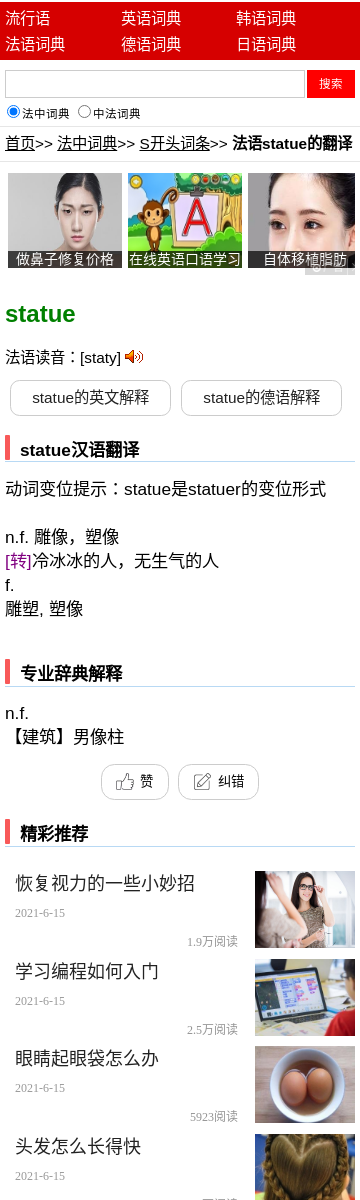 流行语 英语词典 韩语词典
法语词典 德语词典 日语词典
搜索
法中词典 中法词典
首页>> 法中词典>> S开头词条>> 法语statue的翻译
A
做鼻子修复价格 在线英语口语学习 自体移植脂肪
statue
法语读音：[staty]
statue的英文解释 statue的德语解释
statue汉语翻译
动词变位提示：statue是statuer的变位形式
n.f. 雕像，塑像
[转]冷冰冰的人，无生气的人
f.
雕塑, 塑像
专业辞典解释
n.f.
【建筑】男像柱
赞 纠错
精彩推荐
恢复视力的一些小妙招
2021-6-15
1.9万阅读
学习编程如何入门
2021-6-15
2.5万阅读
眼睛起眼袋怎么办
2021-6-15
5923阅读
头发怎么长得快
2021-6-15